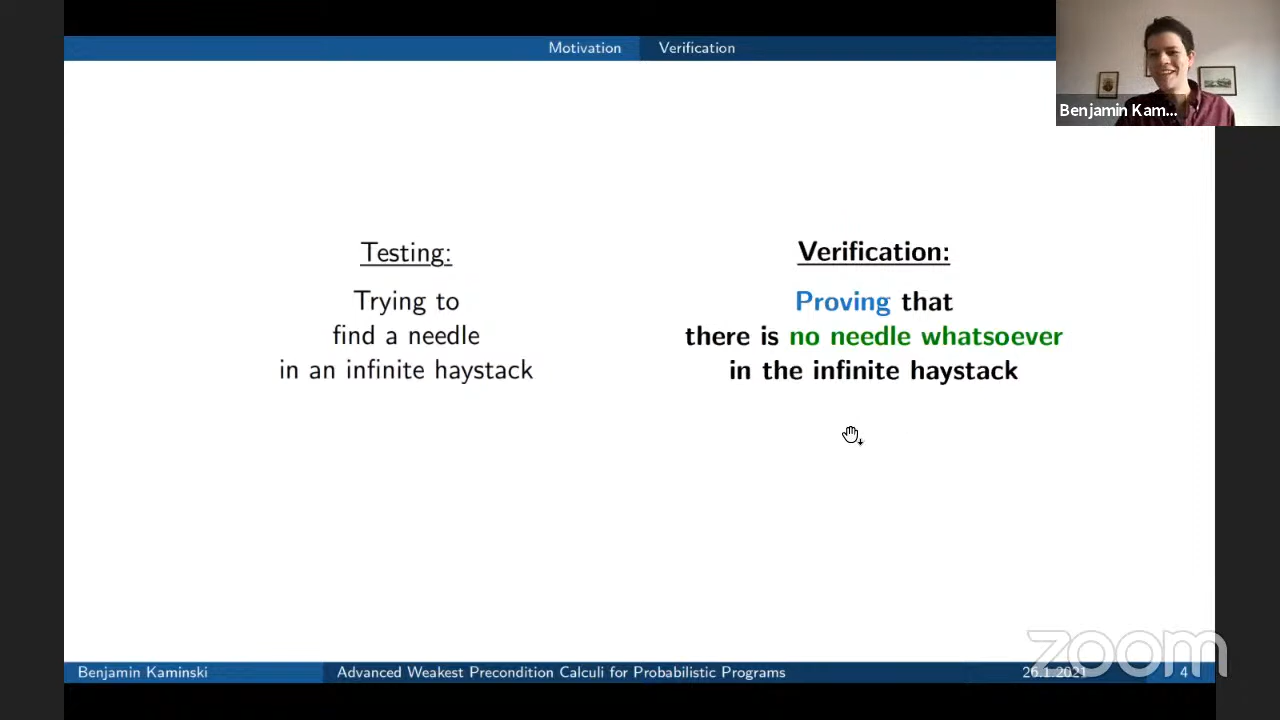 Motivation Verification
Benjamin Kam...
Testing:
Trying to
find a needle
in an infinite haystack
Verification:
Proving that
there is no needle whatsoever
in the infinite haystack
zoom
Benjamin Kaminski Advanced Weakest Precondition Calculi for Probabilistic Programs 26.1.2021 4